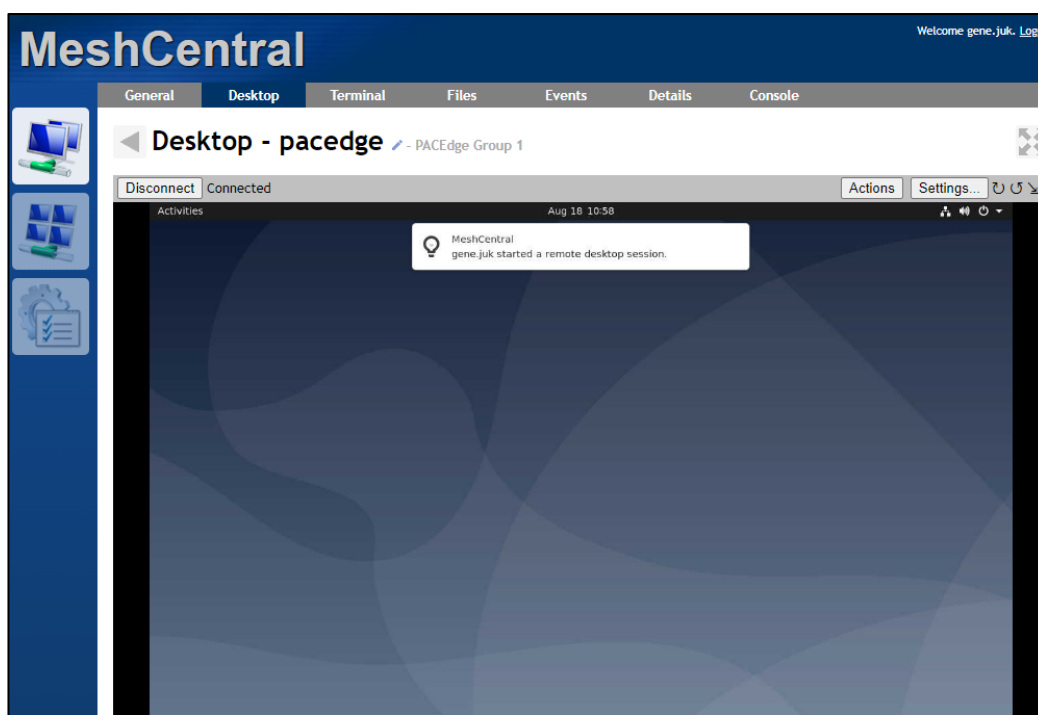 MeshCentral
Welcome gene.juk. Log
General Desktop Terminal Files Events Details Console
Desktop - pacedge - PACEdge Group 1
Disconnect Connected Actions Settings...
Activities Aug 18 10:58
MeshCentral
gene.juk started a remote desktop session.